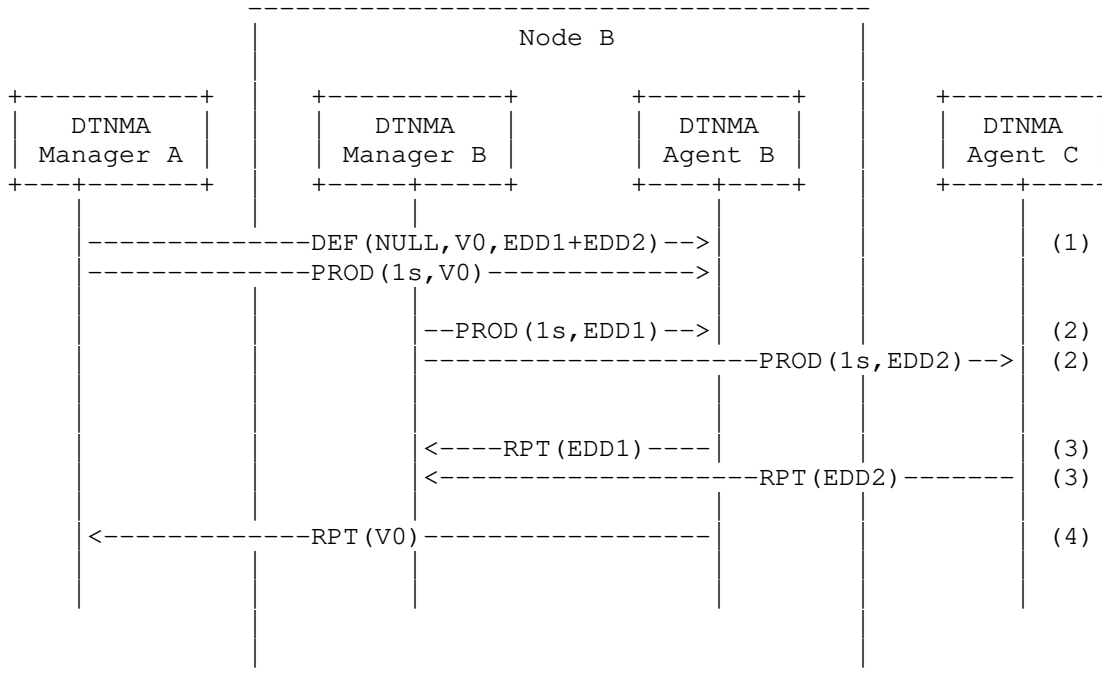 Node B
DTNMA DTNMA DTNMA DTNMA
Manager A Manager B Agent B Agent C
DEF(NULL,V0,EDD1+EDD2) (1)
PROD(1s,V0)
PROD(1s,EDD1) (2)
PROD(1s,EDD2) (2)
RPT(EDD1) (3)
RPT(EDD2) (3)
RPT(V0) (4)